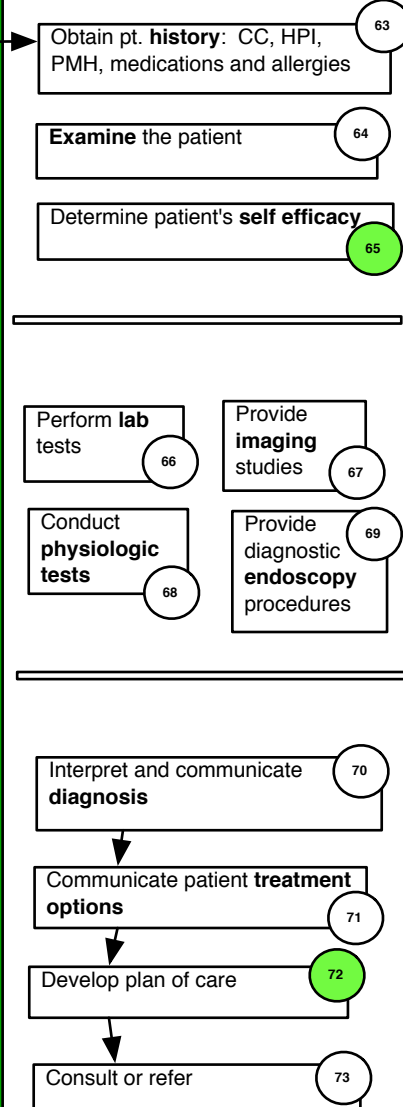 Obtain pt. history: CC, HPI,
PMH, medications and allergies
63
Examine the patient
64
Determine patient's self efficacy
65
Perform lab
tests
66
Provide
imaging
studies
67
Conduct
physiologic
tests
68
Provide
diagnostic
endoscopy
procedures
69
Interpret and communicate
diagnosis
70
Communicate patient treatment
options
71
Develop plan of care
72
Consult or refer
73